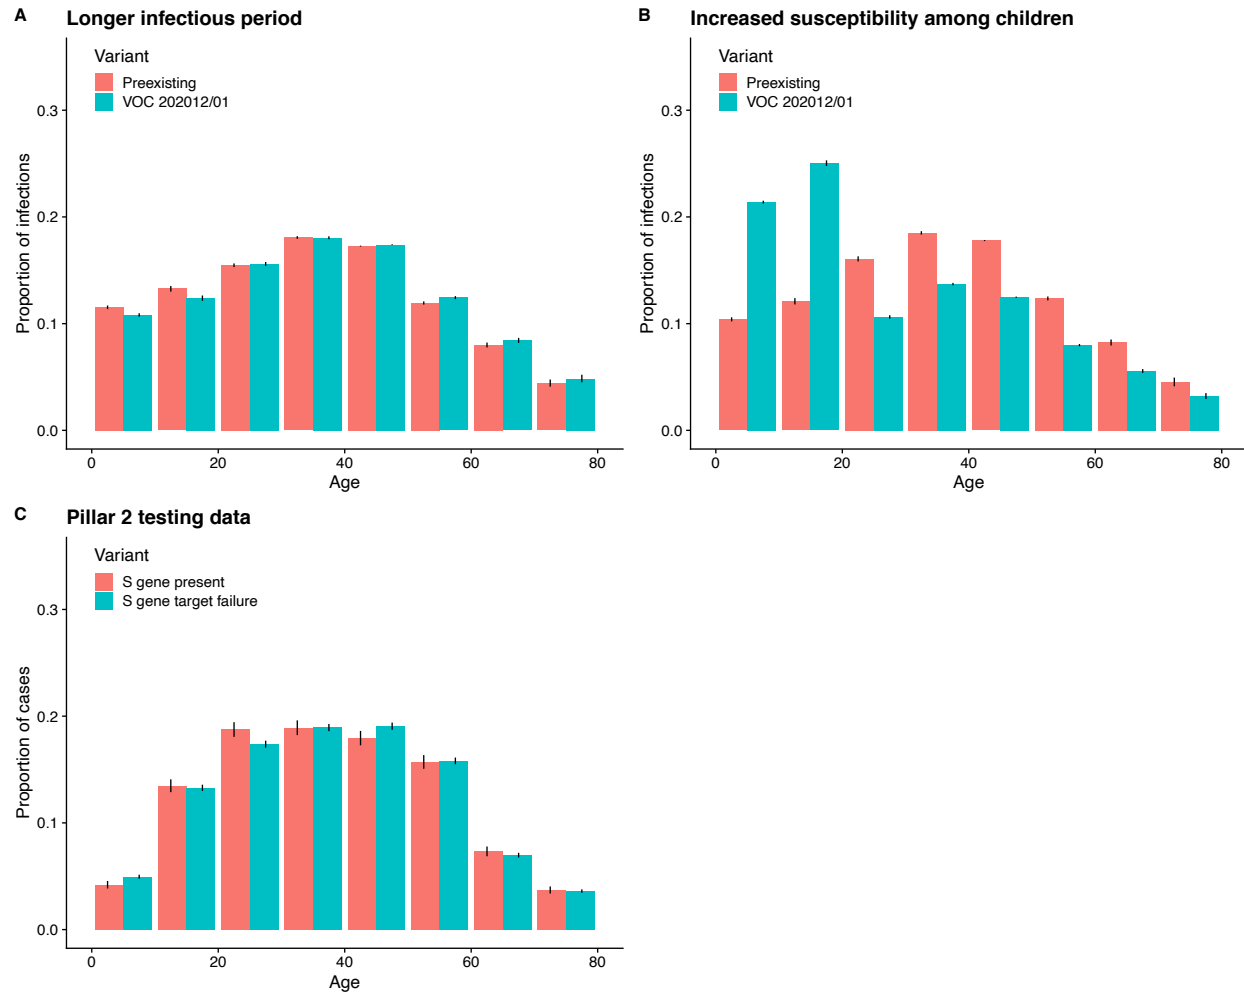 A Longer infectious period
Variant
Preexisting
VOC 202012/01
Proportion of infections
0.3
0.2
0.1
0.0
0 20 40 60 80
Age
B Increased susceptibility among children
Variant
Preexisting
VOC 202012/01
Proportion of infections
0.3
0.2
0.1
0.0
0 20 40 60 80
Age
C Pillar 2 testing data
Variant
S gene present
S gene target failure
Proportion of cases
0.3
0.2
0.1
0.0
0 20 40 60 80
Age